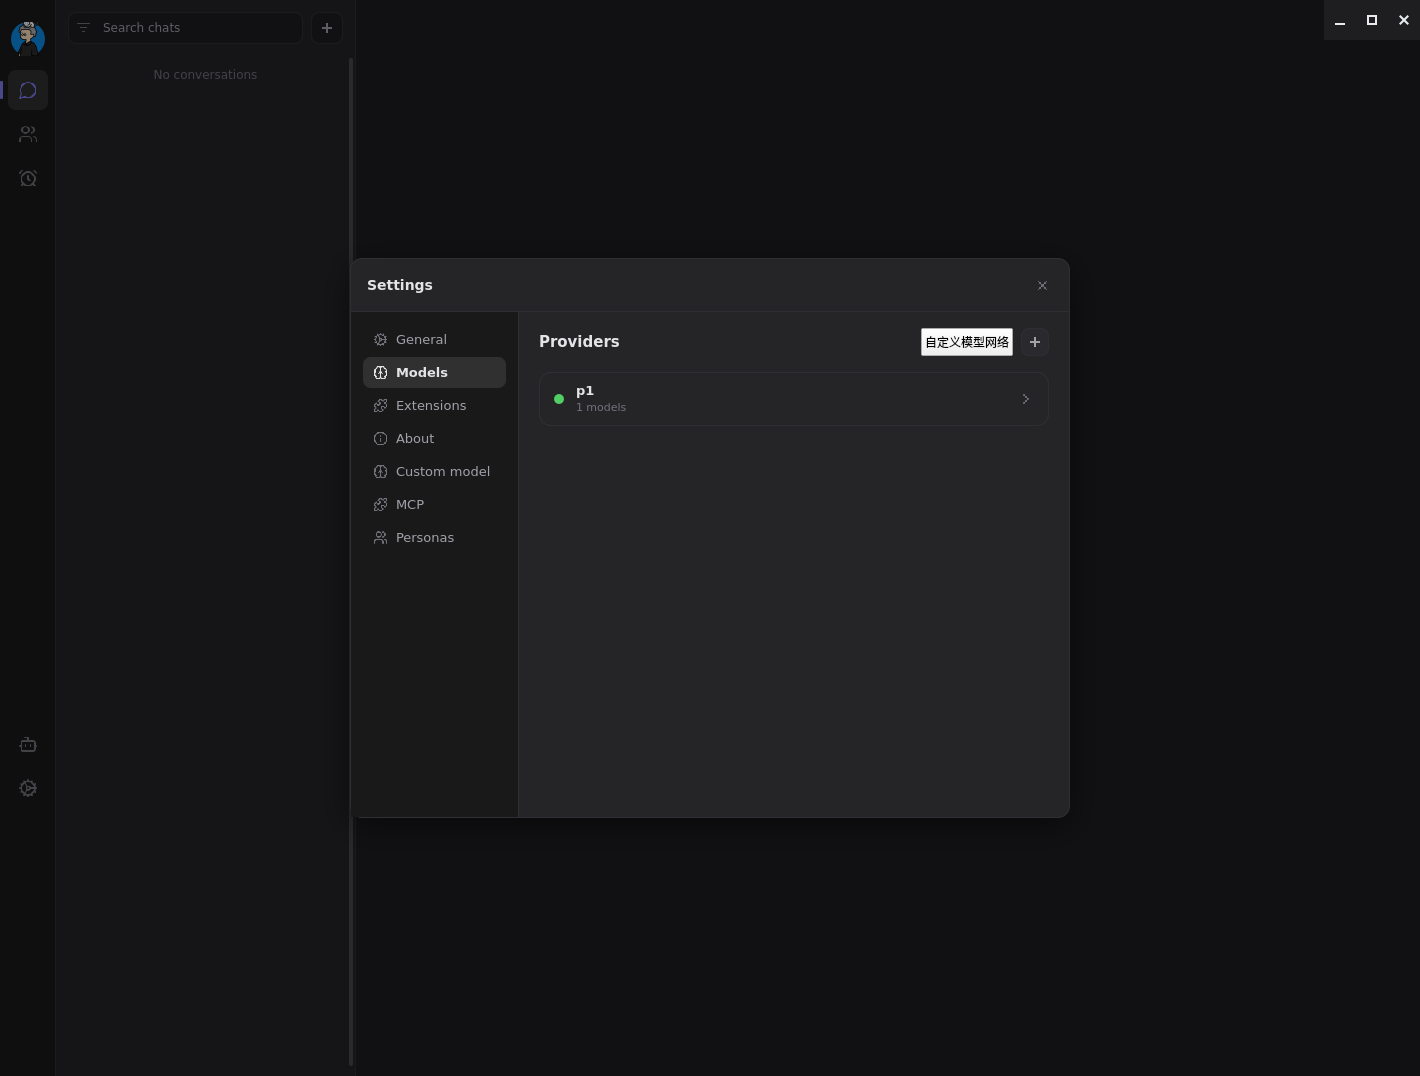 Search chats
No conversations
Settings
General
Models
Extensions
About
Custom model
MCP
Personas
Providers
自定义模型网络
p1
1 models